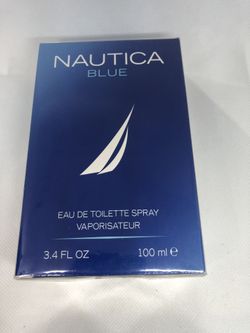 NAUTICA
BLUE
EAU DE TOILETTE SPRAY
VAPORISATEUR
3.4 FL OZ 100 ml ℮